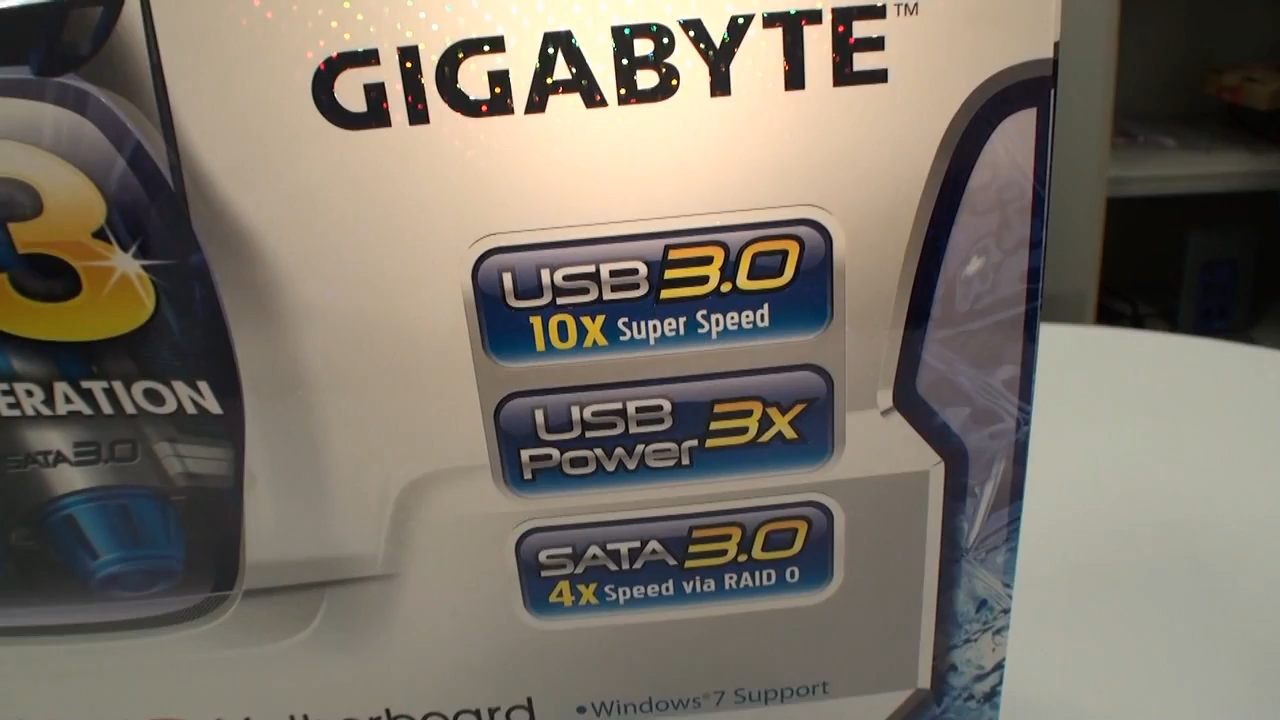 GIGABYTE™
3
USB 3.0
10X Super Speed
USB
Power 3x
ERATION
SATA3.0
SATA 3.0
4x Speed via RAID 0
Motherboard
•Windows®7 Support